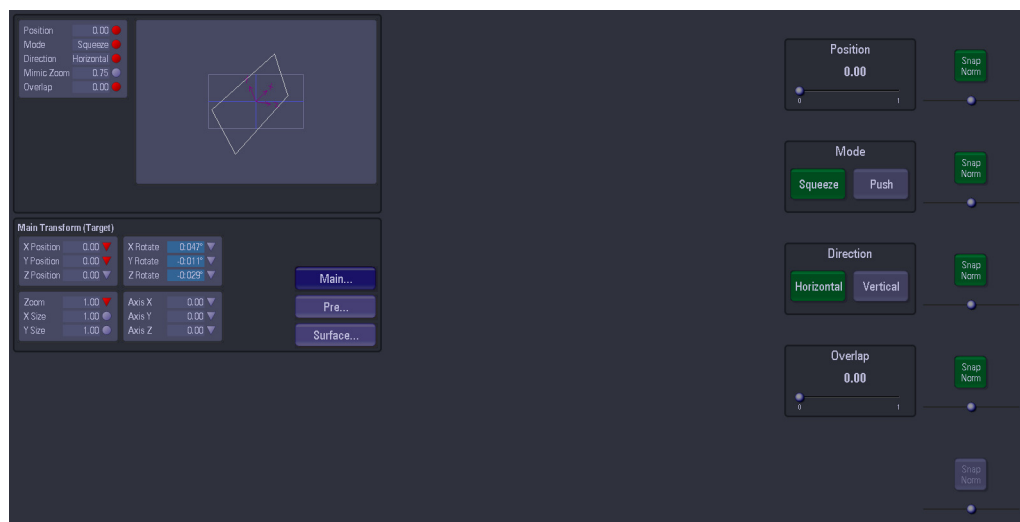 Position 0.00
Mode Squeeze
Direction Horizontal
Mimic Zoom 0.75
Overlap 0.00
Main Transform (Target)
X Position 0.00 X Rotate 0:047°
Y Position 0.00 Y Rotate -0:011°
Z Position 0.00 Z Rotate -0:029°
Main...
Pre...
Zoom 1.00 Axis X 0.00
X Size 1.00 Axis Y 0.00
Y Size 1.00 Axis Z 0.00
Surface...
Position
0.00
0 1
Snap
Norm
Mode
Squeeze Push
Snap
Norm
Direction
Horizontal Vertical
Snap
Norm
Overlap
0.00
0 1
Snap
Norm
Snap
Norm